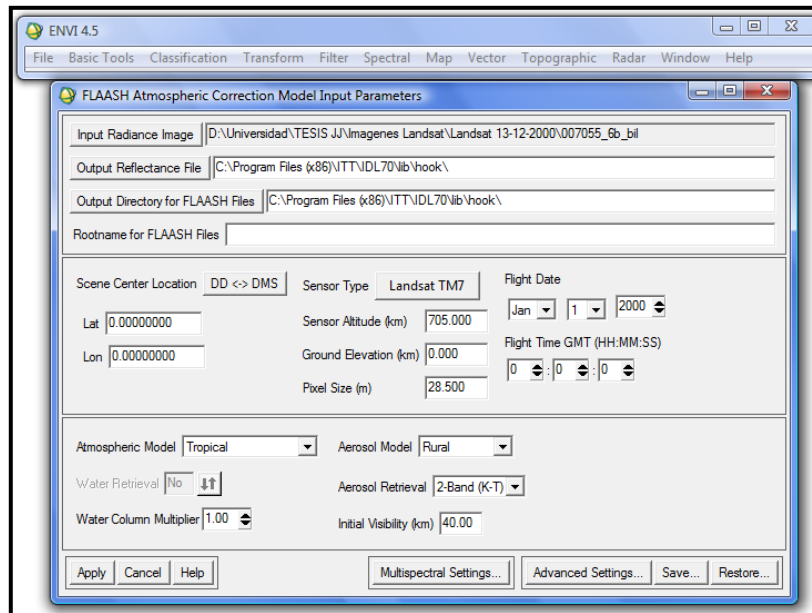 ENVI 4.5
File Basic Tools Classification Transform Filter Spectral Map Vector Topographic Radar Window Help
FLAASH Atmospheric Correction Model Input Parameters
Input Radiance Image D:\Universidad\TESIS JJ\Imagenes Landsat\Landsat 13-12-2000\007055_6b_bil
Output Reflectance File C:\Program Files (x86)\ITT\IDL70\lib\hook\
Output Directory for FLAASH Files C:\Program Files (x86)\ITT\IDL70\lib\hook\
Rootname for FLAASH Files
Scene Center Location DD <-> DMS
Lat 0.00000000
Lon 0.00000000
Sensor Type Landsat TM7
Sensor Altitude (km) 705.000
Ground Elevation (km) 0.000
Pixel Size (m) 28.500
Flight Date
Jan 1 2000
Flight Time GMT (HH:MM:SS)
0 : 0 : 0
Atmospheric Model Tropical
Water Retrieval No
Water Column Multiplier 1.00
Aerosol Model Rural
Aerosol Retrieval 2-Band (K-T)
Initial Visibility (km) 40.00
Apply Cancel Help Multispectral Settings... Advanced Settings... Save... Restore...